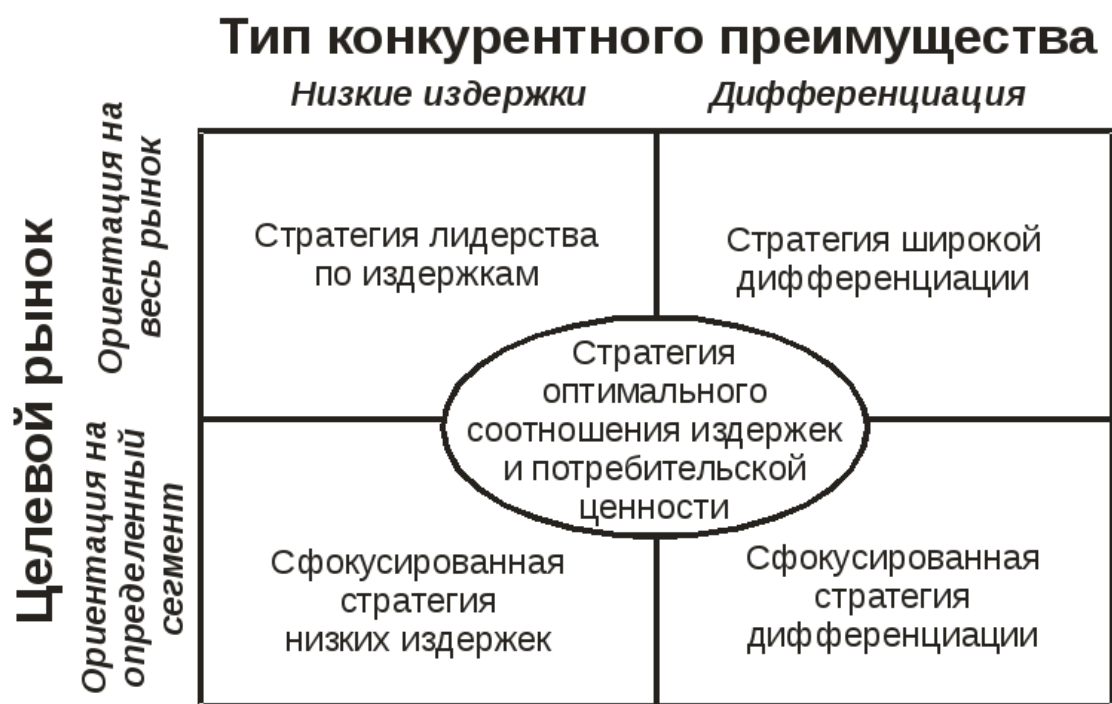 Тип конкурентного преимущества
Низкие издержки
Дифференциация
Целевой рынок
Ориентация на
весь рынок
Стратегия лидерства
по издержкам
Стратегия широкой
дифференциации
Стратегия
оптимального
соотношения издержек
и потребительской
ценности
Ориентация на
определенный
сегмент
Сфокусированная
стратегия
низких издержек
Сфокусированная
стратегия
дифференциации